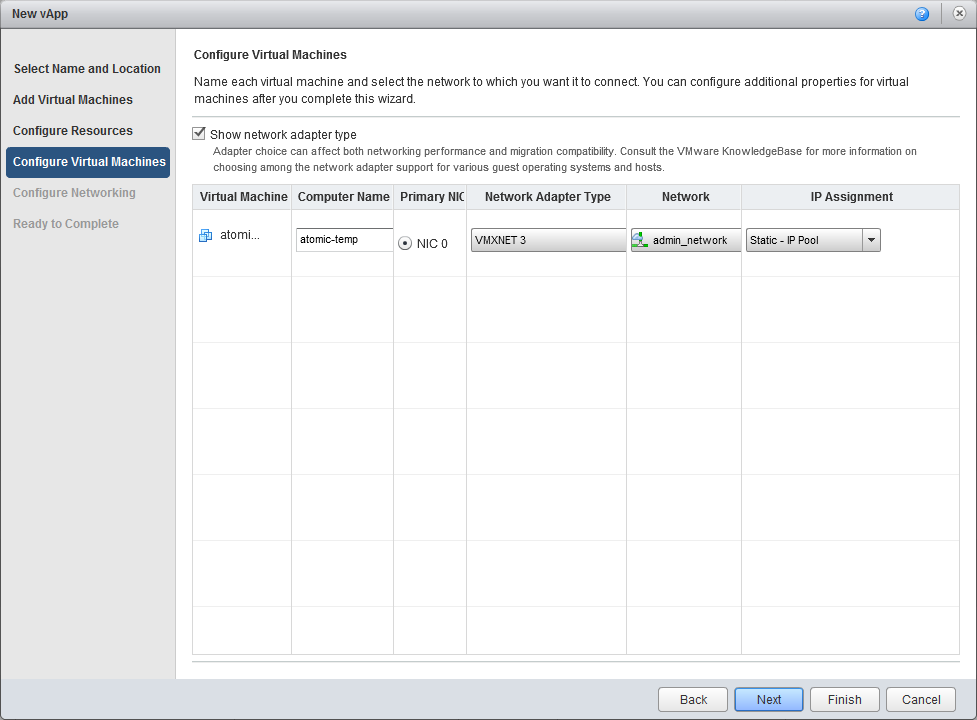 New vApp
Select Name and Location
Add Virtual Machines
Configure Resources
Configure Virtual Machines
Configure Networking
Ready to Complete
Configure Virtual Machines
Name each virtual machine and select the network to which you want it to connect. You can configure additional properties for virtual
machines after you complete this wizard.
Show network adapter type
Adapter choice can affect both networking performance and migration compatibility. Consult the VMware KnowledgeBase for more information on
choosing among the network adapter support for various guest operating systems and hosts.
Virtual Machine Computer Name Primary NIC Network Adapter Type Network IP Assignment
atomi... atomic-temp NIC 0 VMXNET 3 admin_network Static - IP Pool
Back Next Finish Cancel